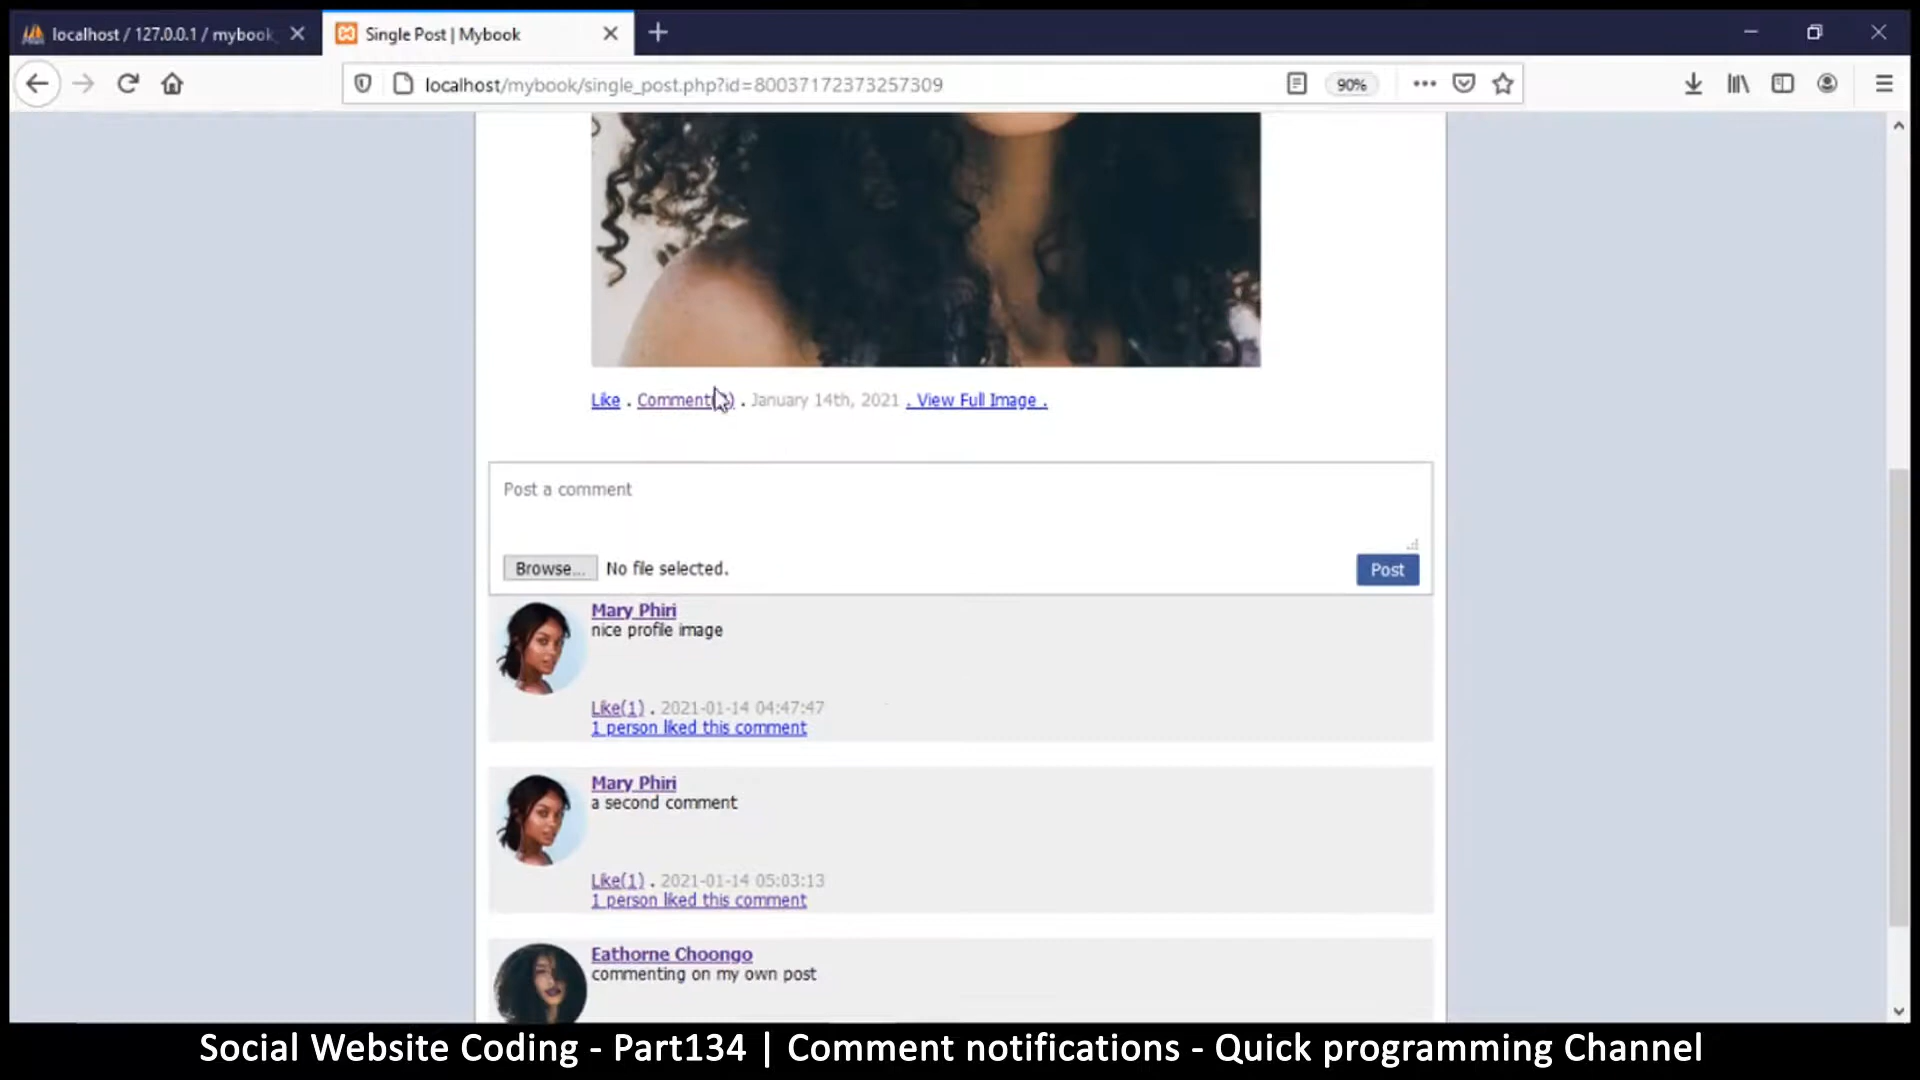 localhost / 127.0.0.1 / mybook
Single Post | Mybook
localhost/mybook/single_post.php?id=80037172373257309
90%
Like . Comment( ) . January 14th, 2021 . View Full Image .
Post a comment
Browse... No file selected.
Post
Mary Phiri
nice profile image
Like(1) . 2021-01-14 04:47:47
1 person liked this comment
Mary Phiri
a second comment
Like(1) . 2021-01-14 05:03:13
1 person liked this comment
Eathorne Choongo
commenting on my own post
Social Website Coding - Part134 | Comment notifications - Quick programming Channel